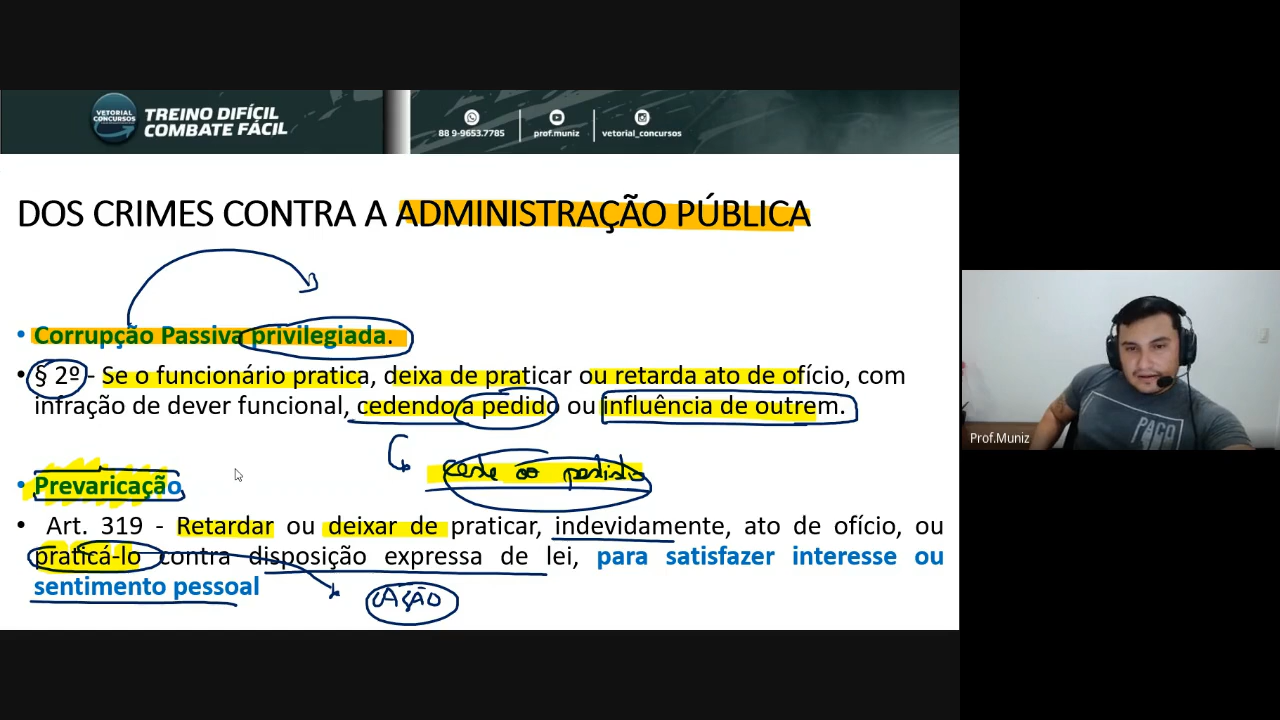 VETORIAL
CONCURSOS
TREINO DIFÍCIL
COMBATE FÁCIL
88 9-9653.7785
prof.muniz
vetorial_concursos
DOS CRIMES CONTRA A ADMINISTRAÇÃO PÚBLICA
• Corrupção Passiva privilegiada.
• § 2º - Se o funcionário pratica, deixa de praticar ou retarda ato de ofício, com
infração de dever funcional, cedendo a pedido ou influência de outrem.
cede ao pedido
• Prevaricação
• Art. 319 - Retardar ou deixar de praticar, indevidamente, ato de ofício, ou
praticá-lo contra disposição expressa de lei, para satisfazer interesse ou
sentimento pessoal
AÇÃO
Prof.Muniz